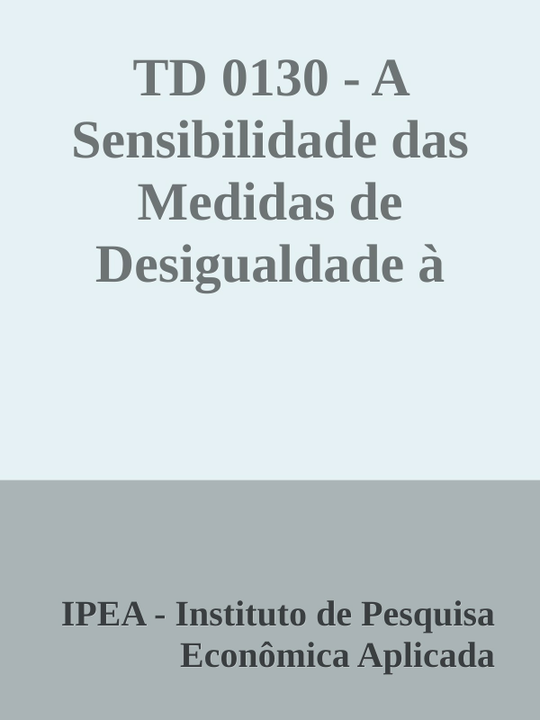 TD 0130 - A
Sensibilidade das
Medidas de
Desigualdade à
IPEA - Instituto de Pesquisa
Econômica Aplicada